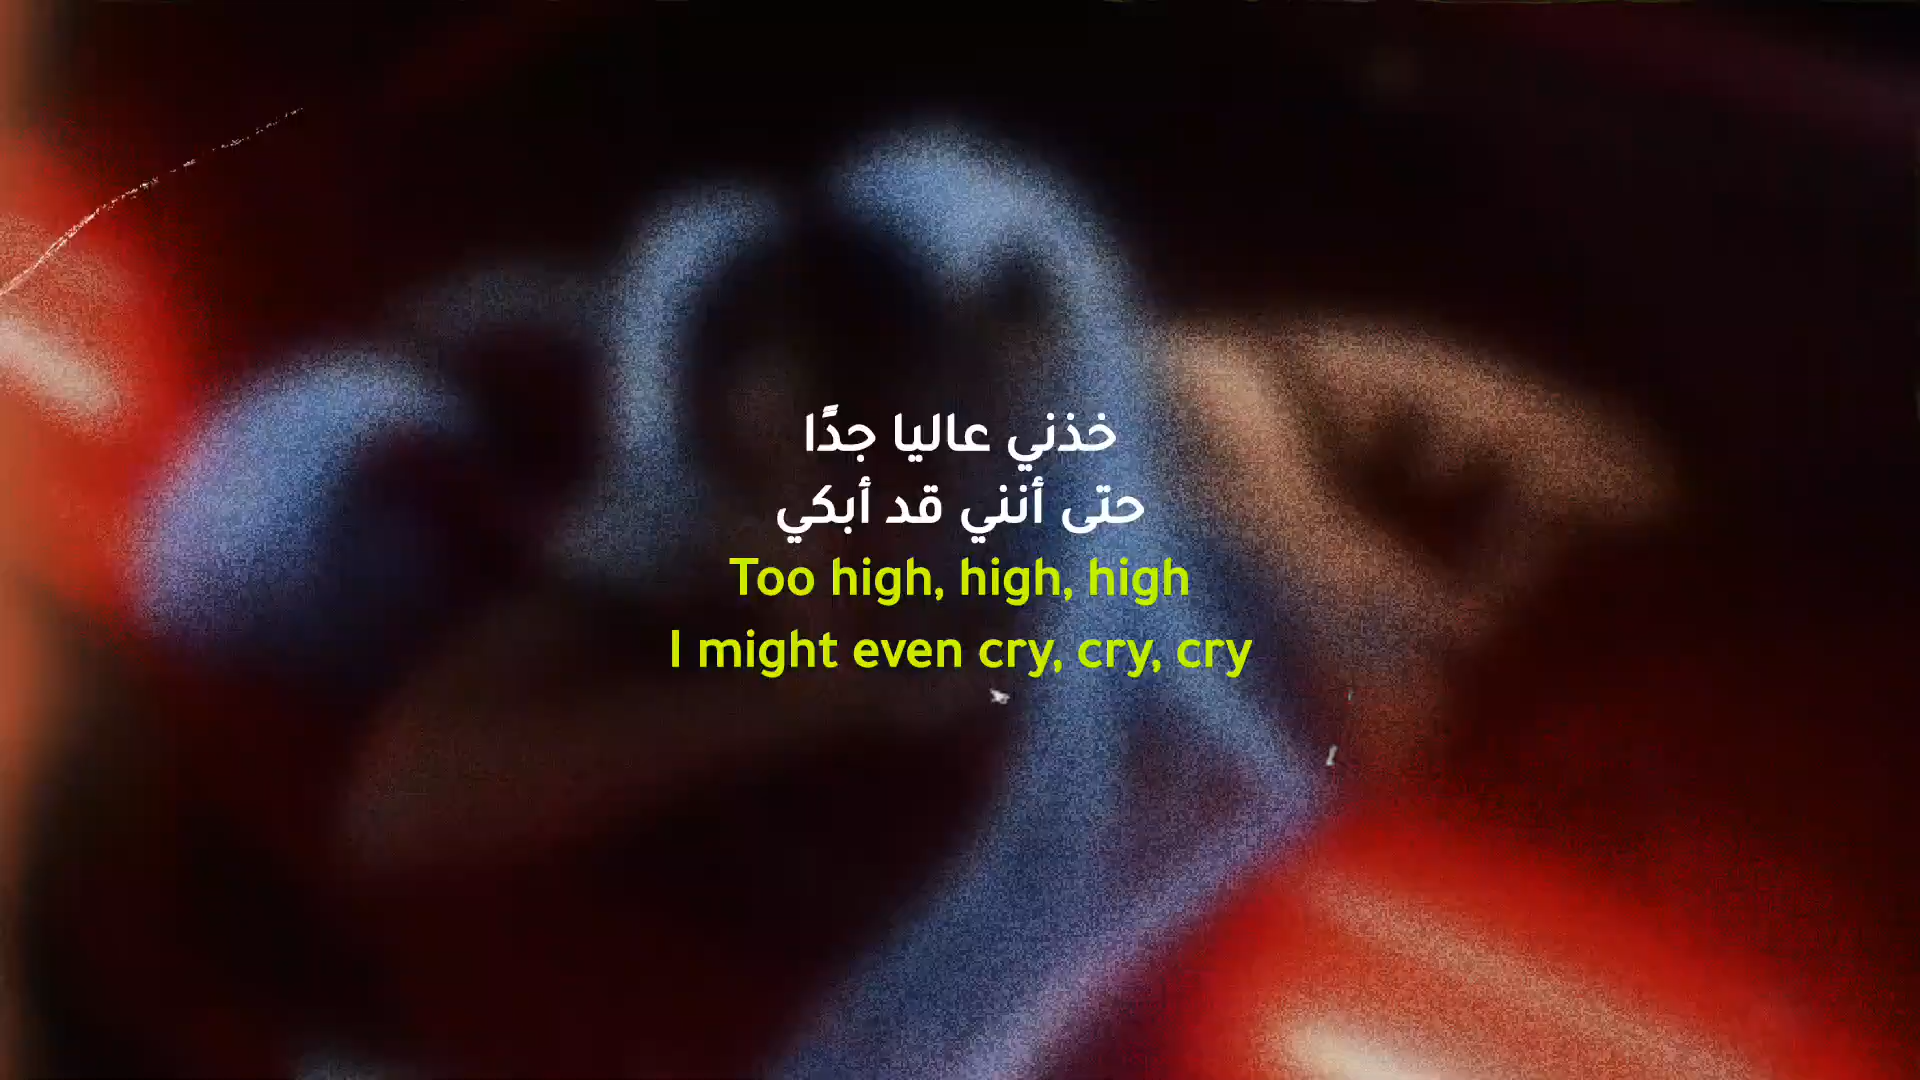 خذني عاليا جدًا
حتى أنني قد أبكي
Too high, high, high
I might even cry, cry, cry